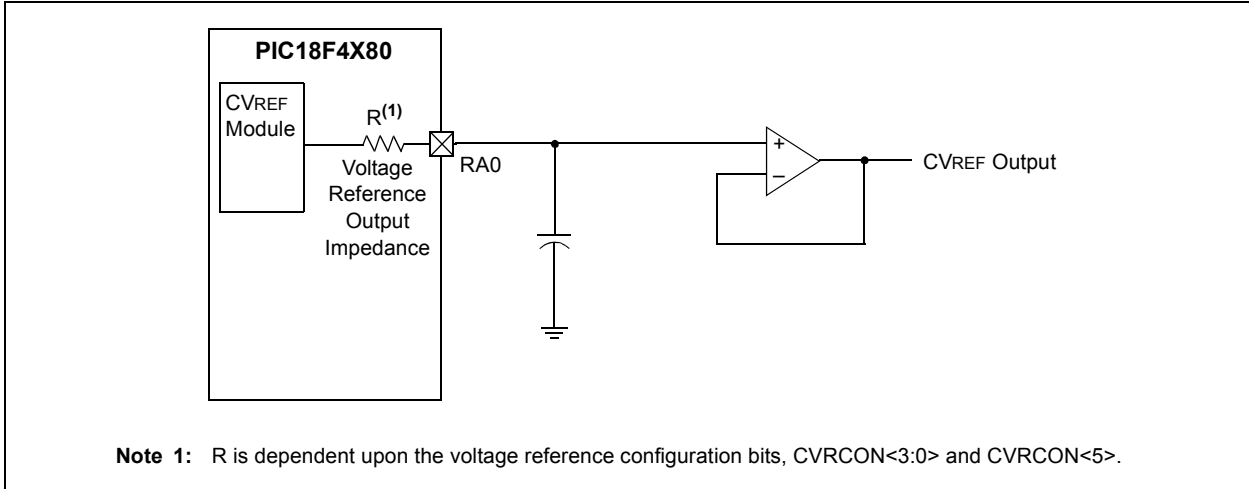 PIC18F4X80
CVREF
Module
R(1)
Voltage
Reference
Output
Impedance
RA0
+
–
CVREF Output
Note 1: R is dependent upon the voltage reference configuration bits, CVRCON<3:0> and CVRCON<5>.